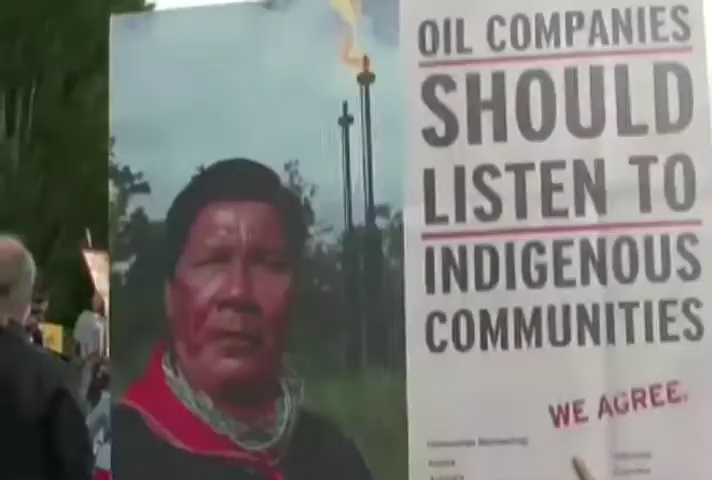 OIL COMPANIES
SHOULD
LISTEN TO
INDIGENOUS
COMMUNITIES
WE AGREE.